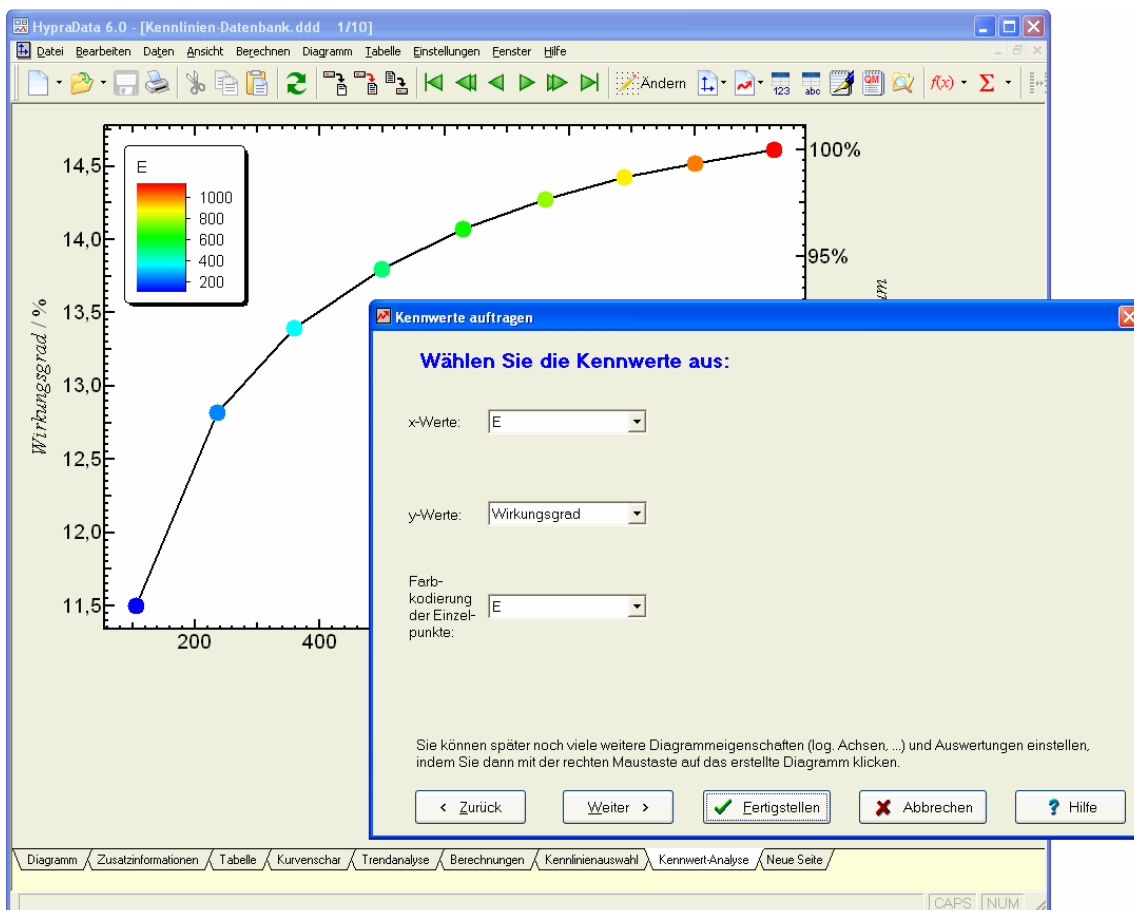 HypraData 6.0 - [Kennlinien-Datenbank.ddd 1/10]
Datei Bearbeiten Daten Ansicht Berechnen Diagramm Tabelle Einstellungen Fenster Hilfe
Ändern
123
abc
QM
f(x)
Σ
14,5
14,0
13,5
13,0
12,5
12,0
11,5
Wirkungsgrad / %
E
1000
800
600
400
200
100%
95%
200
400
Kennwerte auftragen
Wählen Sie die Kennwerte aus:
x-Werte:
E
y-Werte:
Wirkungsgrad
Farb-
kodierung
der Einzel-
punkte:
E
Sie können später noch viele weitere Diagrammeigenschaften (log. Achsen, ...) und Auswertungen einstellen,
indem Sie dann mit der rechten Maustaste auf das erstellte Diagramm klicken.
< Zurück
Weiter >
Fertigstellen
Abbrechen
? Hilfe
Diagramm Zusatzinformationen Tabelle Kurvenschar Trendanalyse Berechnungen Kennlinienauswahl Kennwert-Analyse Neue Seite
CAPS NUM